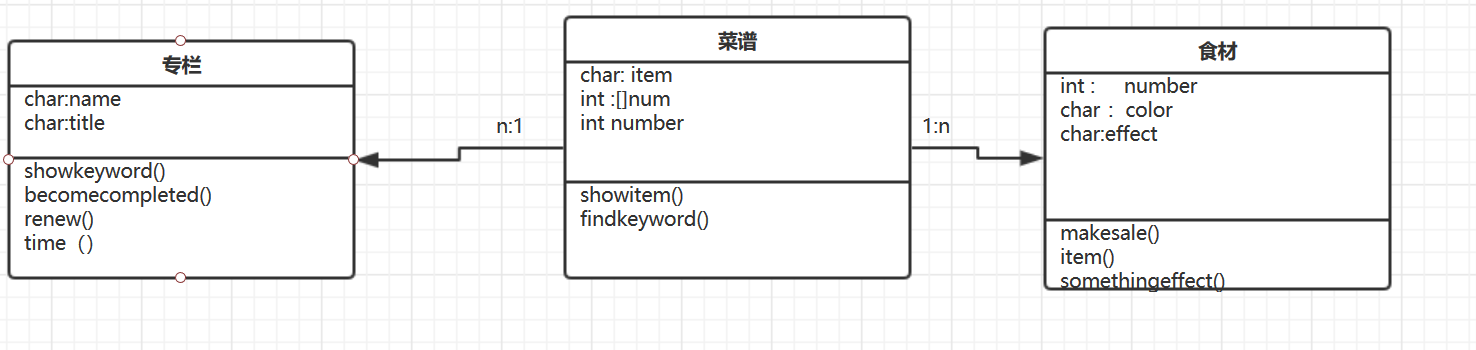 专栏
char:name
char:title
showkeyword()
becomecompleted()
renew()
time（）
n:1
菜谱
char: item
int :[]num
int number
showitem()
findkeyword()
1:n
食材
int： number
char： color
char:effect
makesale()
item()
somethingeffect()